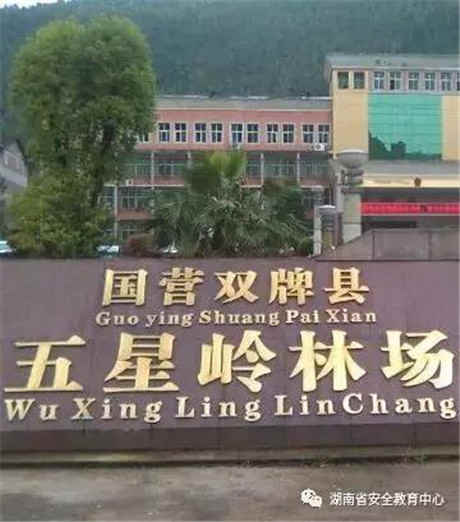 国营双牌县
Guo ying Shuang Pai Xian
五星岭林场
Wu Xing Ling Lin Chang
湖南省安全教育中心